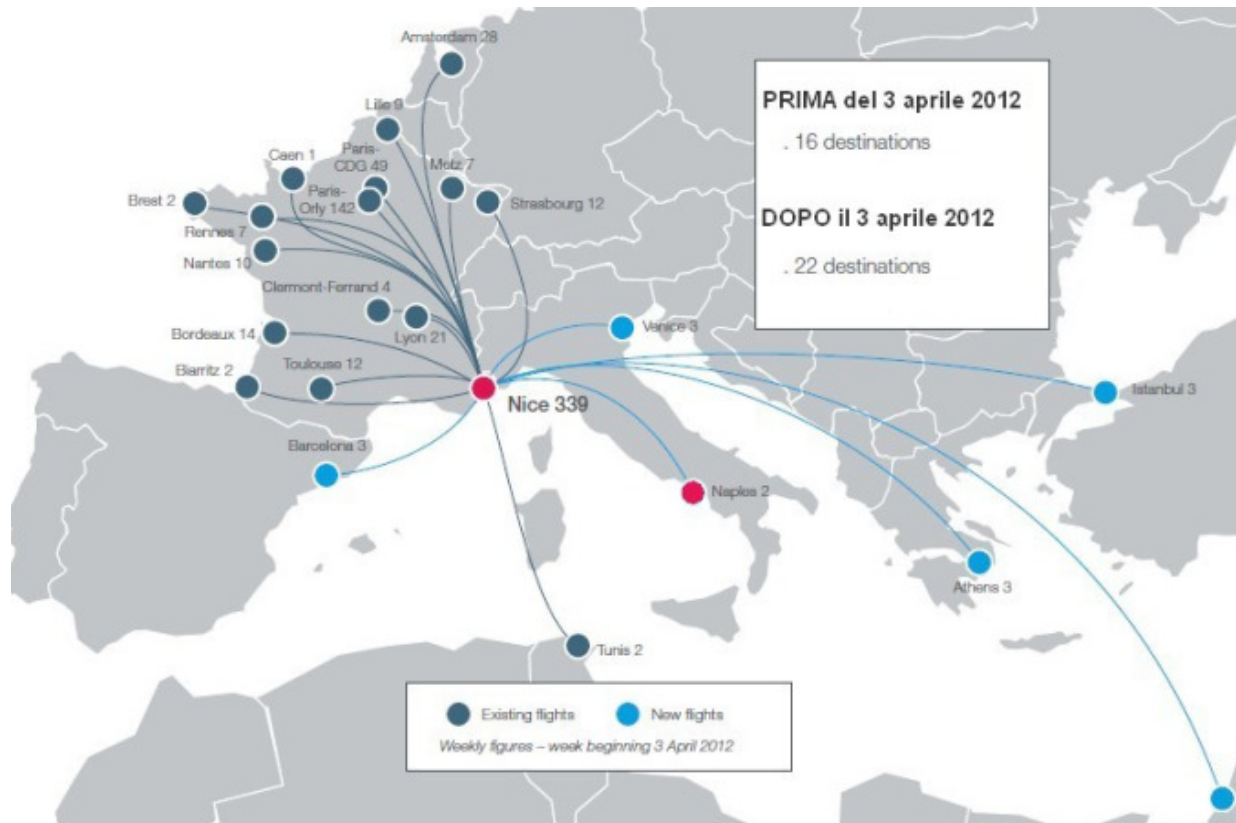 Amsterdam 28
Lille 9
Caen 1
Paris-
CDG 49
Metz 7
Brest 2
Paris-
Orly 142
Strasbourg 12
Rennes 7
Nantes 10
Clermont-Ferrand 4
Lyon 21
Bordeaux 14
Biarritz 2
Toulouse 12
Nice 339
Venice 3
Istanbul 3
Barcelona 3
Naples 2
Athens 3
Tunis 2
PRIMA del 3 aprile 2012
. 16 destinations
DOPO il 3 aprile 2012
. 22 destinations
Existing flights
New flights
Weekly figures – week beginning 3 April 2012